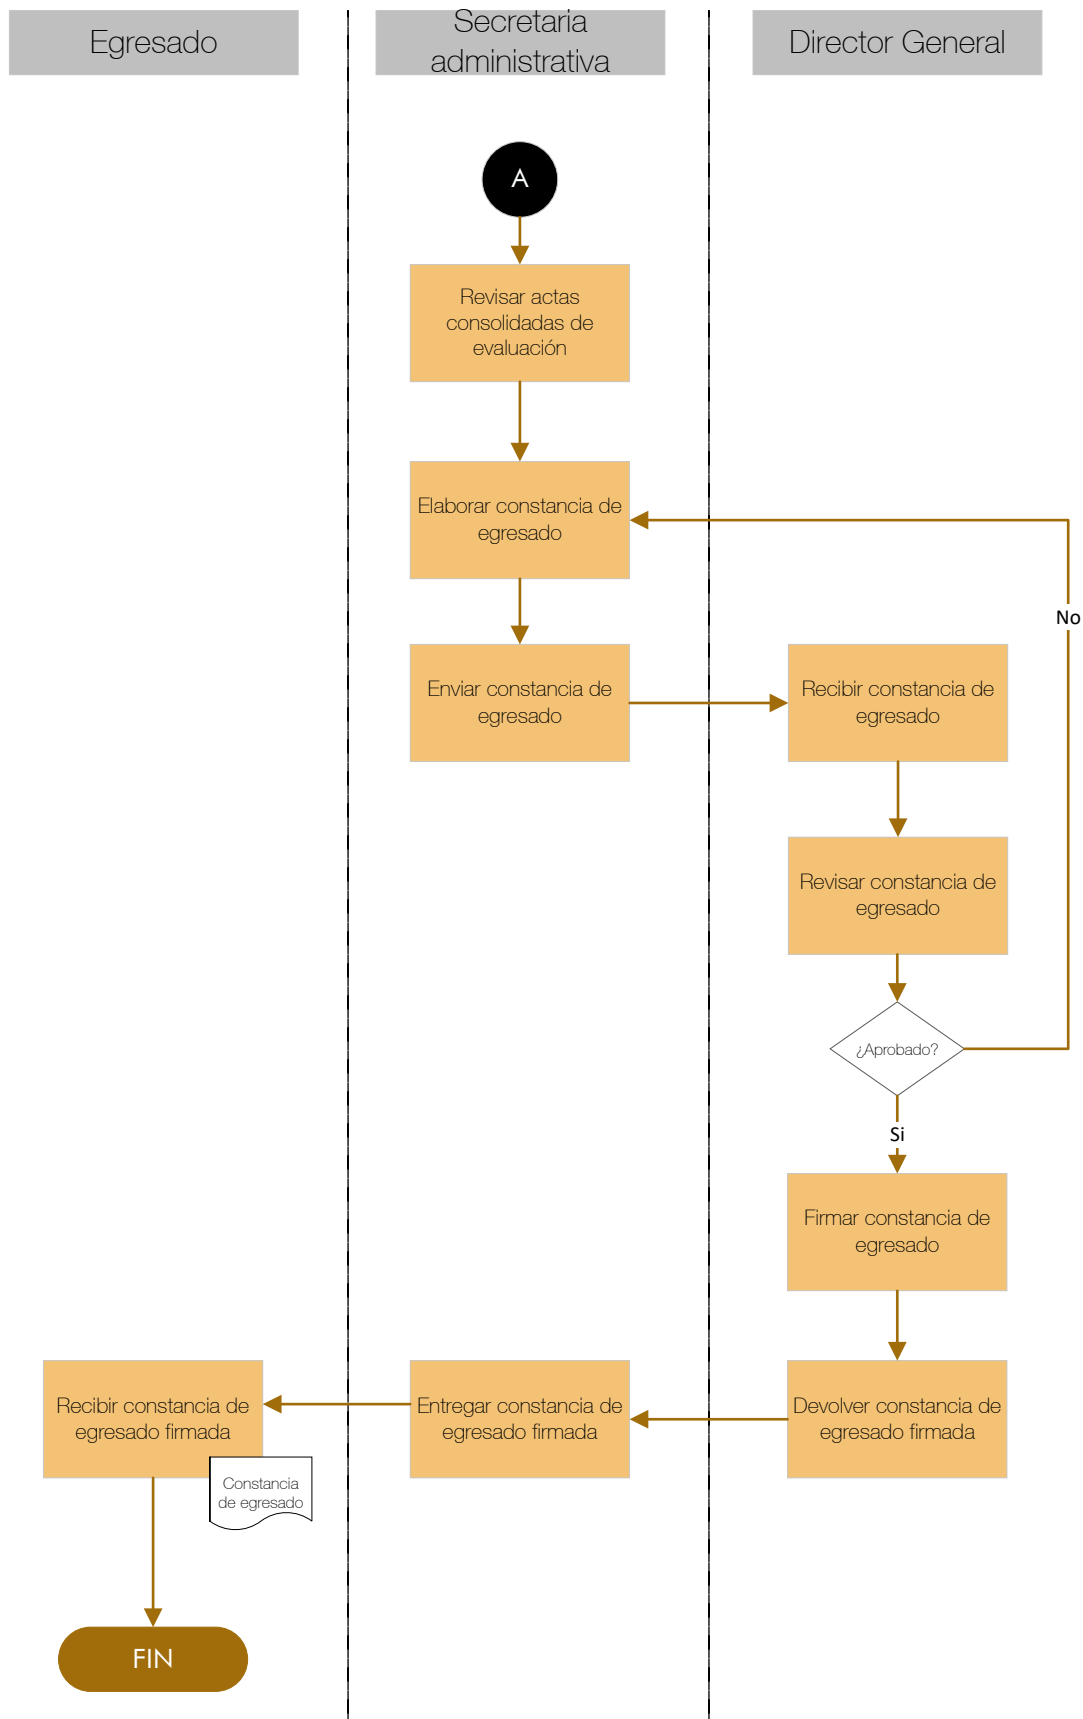 Egresado
Secretaria
administrativa
Director General
A
Revisar actas
consolidadas de
evaluación
Elaborar constancia de
egresado
No
Enviar constancia de
egresado
Recibir constancia de
egresado
Revisar constancia de
egresado
¿Aprobado?
Si
Firmar constancia de
egresado
Recibir constancia de
egresado firmada
Entregar constancia de
egresado firmada
Devolver constancia de
egresado firmada
Constancia
de egresado
FIN